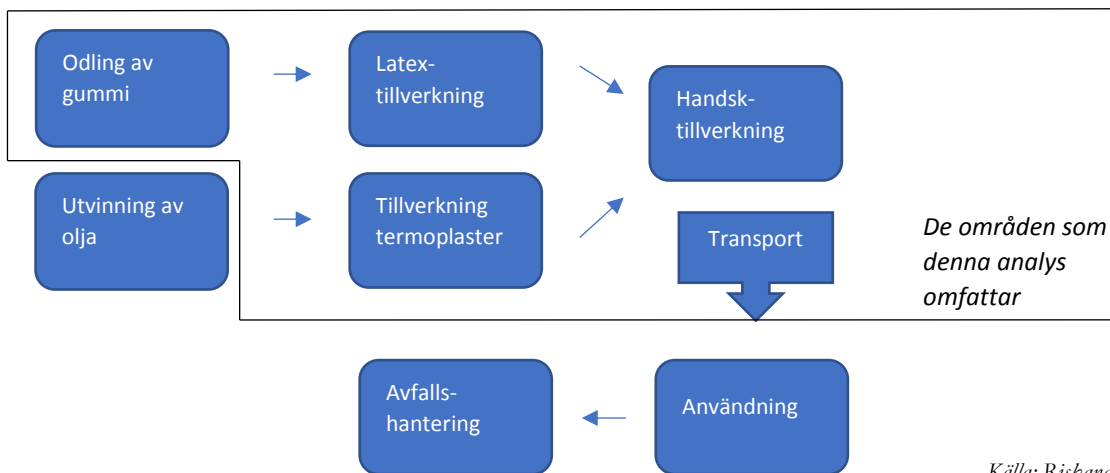 Odling av
gummi
Latex-
tillverkning
Handsk-
tillverkning
Utvinning av
olja
Tillverkning
termoplaster
Transport
De områden som
denna analys
omfattar
Avfalls-
hantering
Användning
Källa: